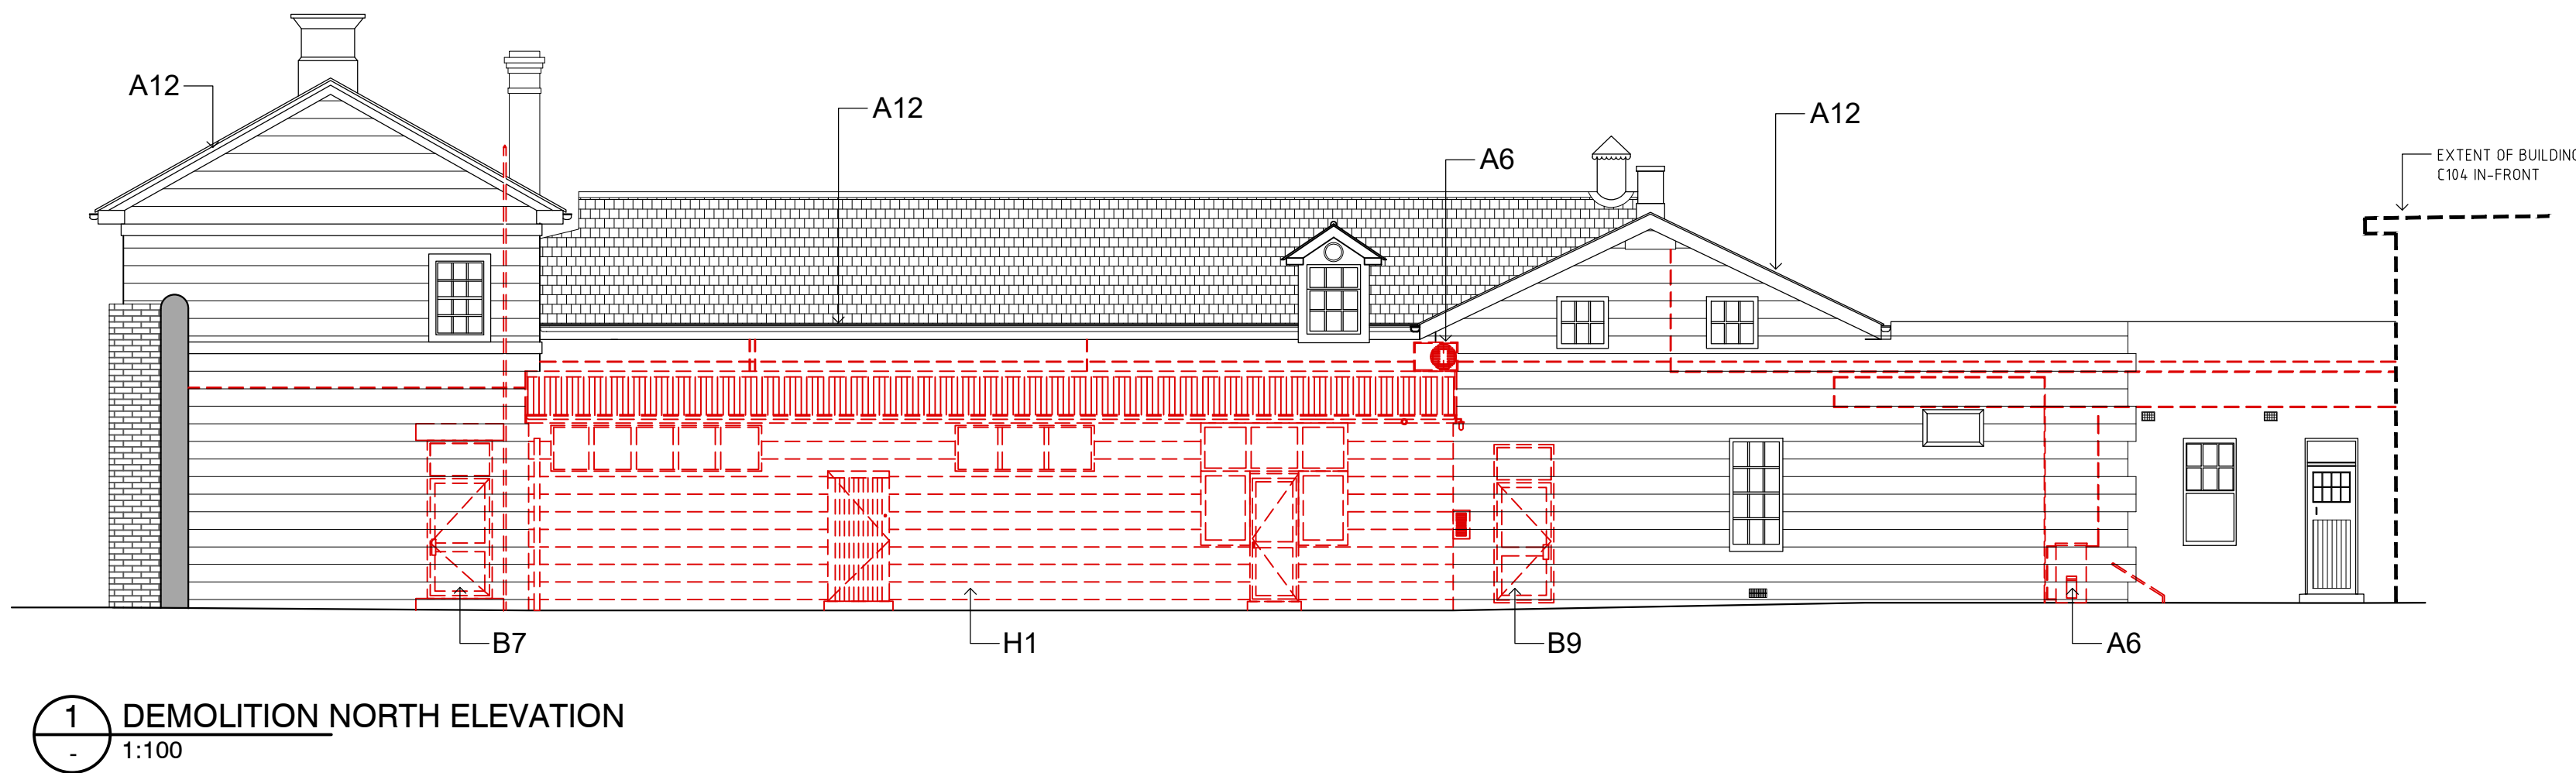 A12
A12
A6
A12
EXTENT OF BUILDING
C104 IN-FRONT
B7
H1
B9
A6
1
-
DEMOLITION NORTH ELEVATION
1:100